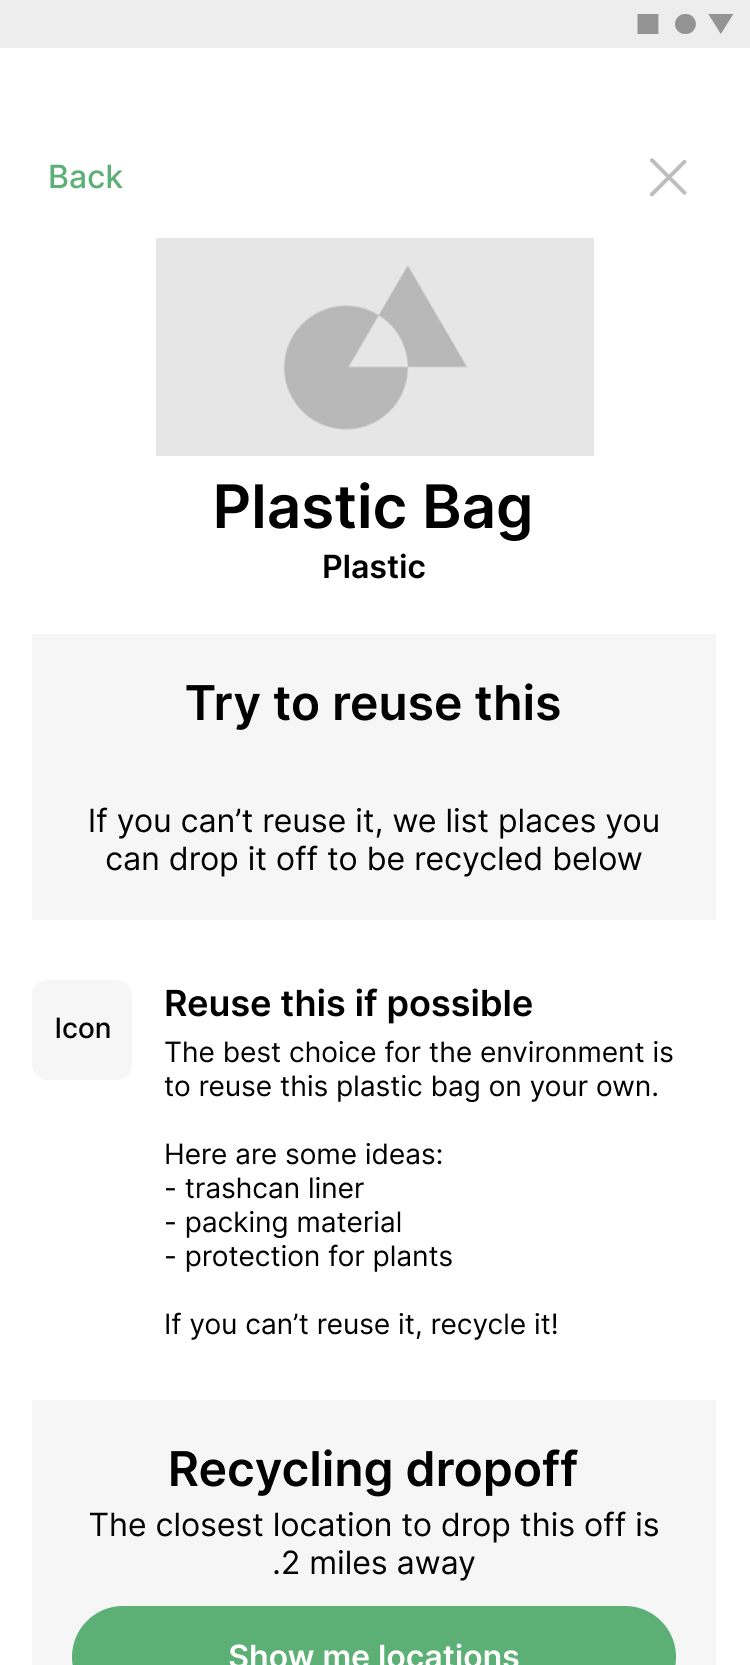 Back
Plastic Bag
Plastic
Try to reuse this
If you can’t reuse it, we list places you
can drop it off to be recycled below
Icon
Reuse this if possible
The best choice for the environment is
to reuse this plastic bag on your own.
Here are some ideas:
- trashcan liner
- packing material
- protection for plants
If you can’t reuse it, recycle it!
Recycling dropoff
The closest location to drop this off is
.2 miles away
Show me locations